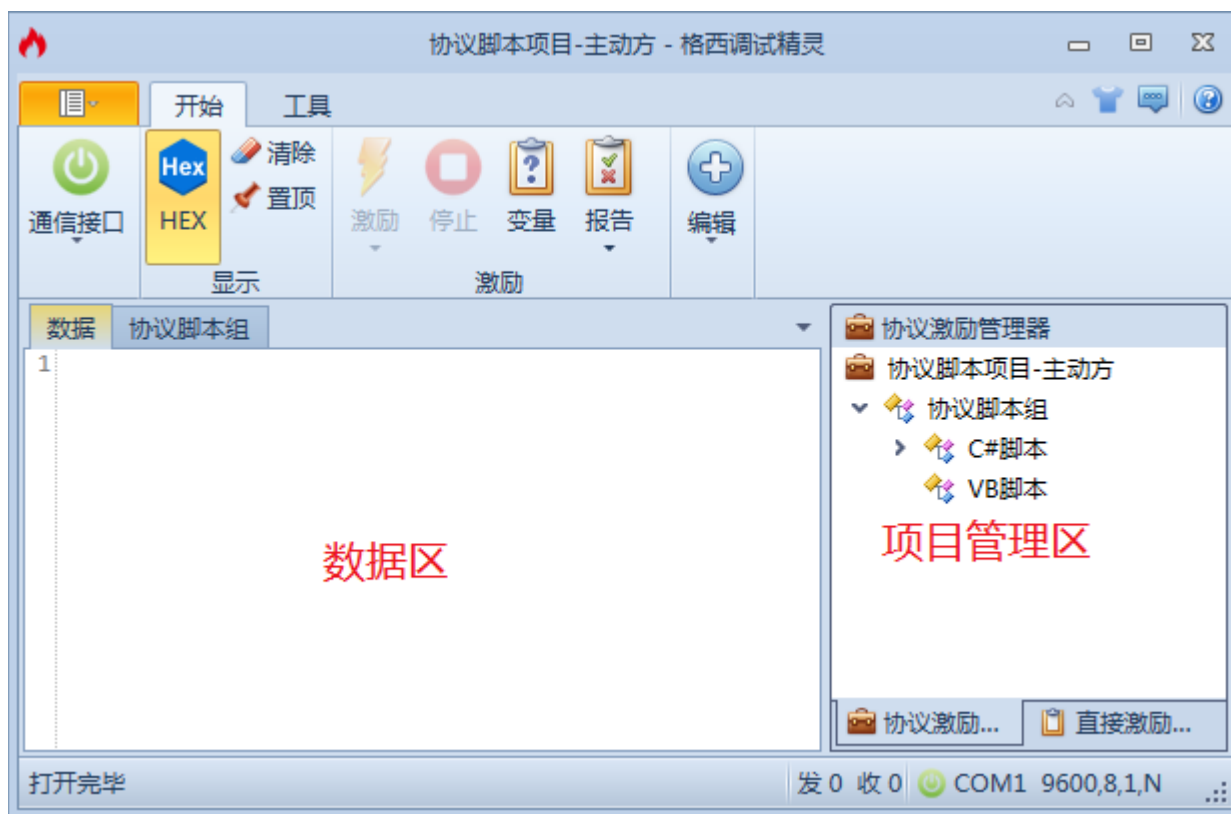 协议脚本项目-主动方 - 格西调试精灵
开始 工具
通信接口
Hex
HEX
清除
置顶
显示
激励 停止 变量 报告
激励
编辑
数据 协议脚本组
1
数据区
协议激励管理器
协议脚本项目-主动方
协议脚本组
C#脚本
VB脚本
项目管理区
协议激励... 直接激励...
打开完毕 发 0 收 0 COM1 9600,8,1,N